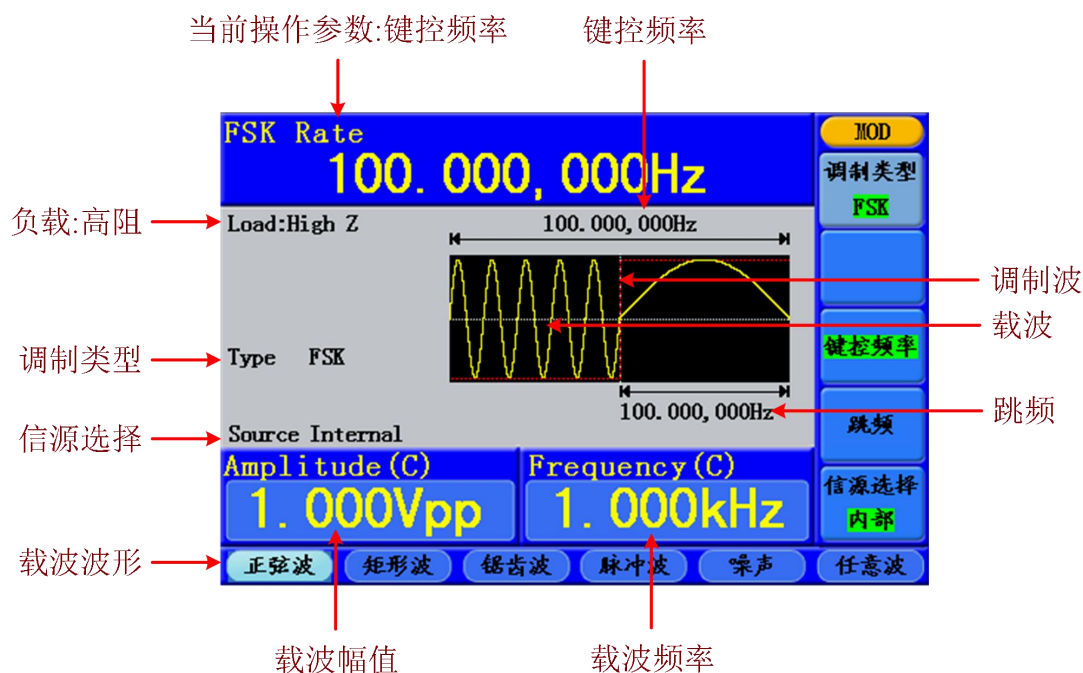 当前操作参数:键控频率
键控频率
FSK Rate
100.000,000Hz
MOD
调制类型
FSK
负载:高阻
Load:High Z
100.000,000Hz
调制波
载波
键控频率
调制类型
Type FSK
100.000,000Hz
跳频
跳频
信源选择
Source Internal
Amplitude(C)
Frequency(C)
1.000Vpp
1.000kHz
信源选择
内部
载波波形
正弦波
矩形波
锯齿波
脉冲波
噪声
任意波
载波幅值
载波频率